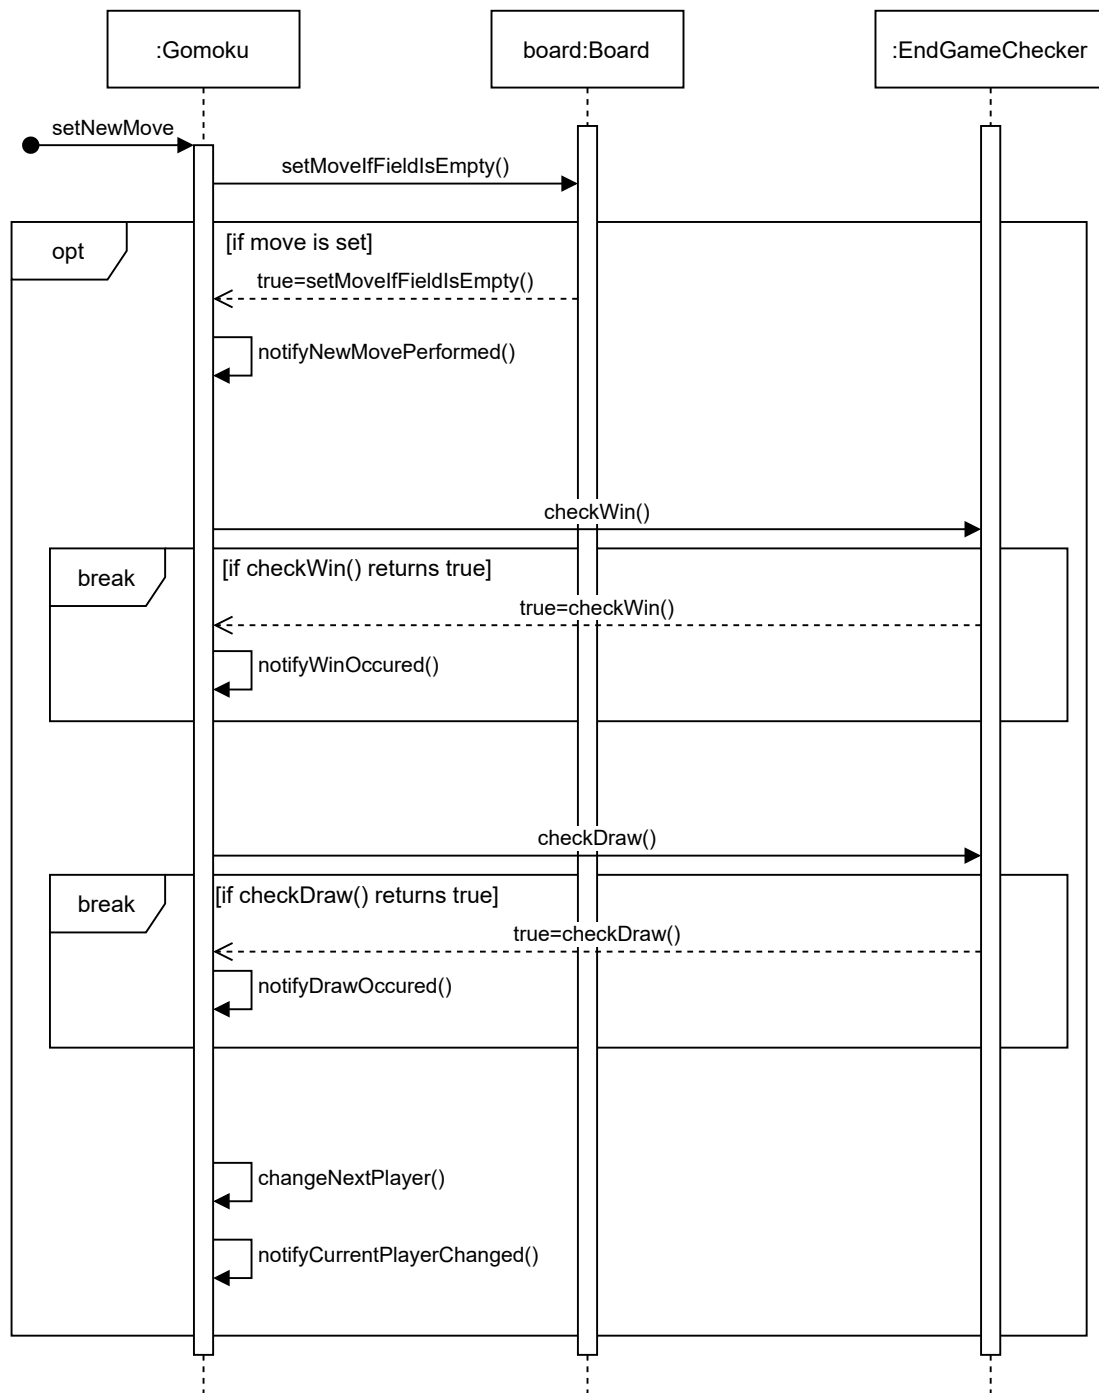 :Gomoku
board:Board
:EndGameChecker
setNewMove
setMoveIfFieldIsEmpty()
opt
[if move is set]
true=setMoveIfFieldIsEmpty()
notifyNewMovePerformed()
checkWin()
break
[if checkWin() returns true]
true=checkWin()
notifyWinOccured()
checkDraw()
break
[if checkDraw() returns true]
true=checkDraw()
notifyDrawOccured()
changeNextPlayer()
notifyCurrentPlayerChanged()